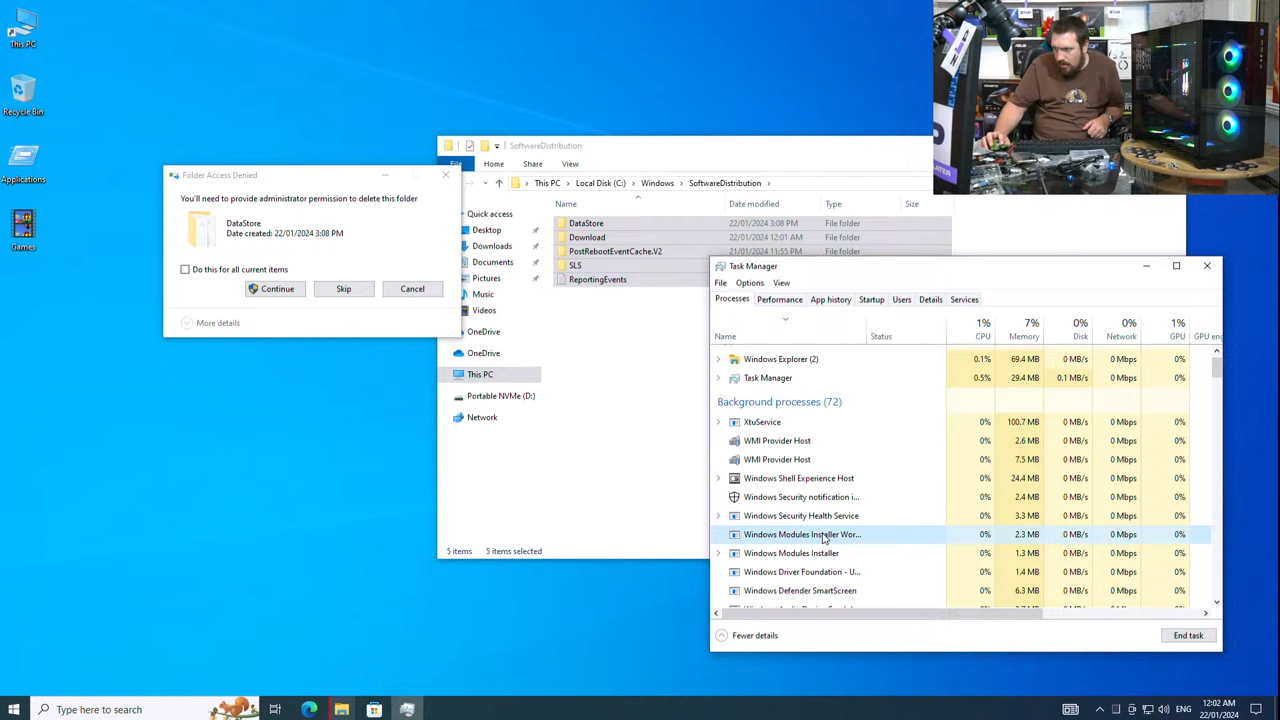 This PC
Recycle Bin
Applications
Games
Folder Access Denied
You'll need to provide administrator permission to delete this folder
DataStore
Date created: 22/01/2024 3:08 PM
Do this for all current items
Continue
Skip
Cancel
More details
SoftwareDistribution
File
Home
Share
View
This PC > Local Disk (C:) > Windows > SoftwareDistribution >
Name
Date modified
Type
Size
Quick access
Desktop
Downloads
Documents
Pictures
Music
Videos
OneDrive
OneDrive
This PC
Portable NVMe (D:)
Network
DataStore 22/01/2024 3:08 PM File folder
Download 22/01/2024 12:01 AM File folder
PostRebootEventCache.V2 21/01/2024 11:55 PM File folder
SLS
ReportingEvents
5 items
5 items selected
Task Manager
File Options View
Processes Performance App history Startup Users Details Services
1% 7% 0% 0% 1%
Name Status CPU Memory Disk Network GPU GPU en
Windows Explorer (2) 0.1% 69.4 MB 0 MB/s 0 Mbps 0%
Task Manager 0.5% 29.4 MB 0.1 MB/s 0 Mbps 0%
Background processes (72)
XtuService 0% 100.7 MB 0 MB/s 0 Mbps 0%
WMI Provider Host 0% 2.6 MB 0 MB/s 0 Mbps 0%
WMI Provider Host 0% 7.5 MB 0 MB/s 0 Mbps 0%
Windows Shell Experience Host 0% 24.4 MB 0 MB/s 0 Mbps 0%
Windows Security notification i... 0% 2.4 MB 0 MB/s 0 Mbps 0%
Windows Security Health Service 0% 3.3 MB 0 MB/s 0 Mbps 0%
Windows Modules Installer Wor... 0% 2.3 MB 0 MB/s 0 Mbps 0%
Windows Modules Installer 0% 1.3 MB 0 MB/s 0 Mbps 0%
Windows Driver Foundation - U... 0% 1.4 MB 0 MB/s 0 Mbps 0%
Windows Defender SmartScreen 0% 6.3 MB 0 MB/s 0 Mbps 0%
Fewer details
End task
Type here to search
ENG
12:02 AM
22/01/2024